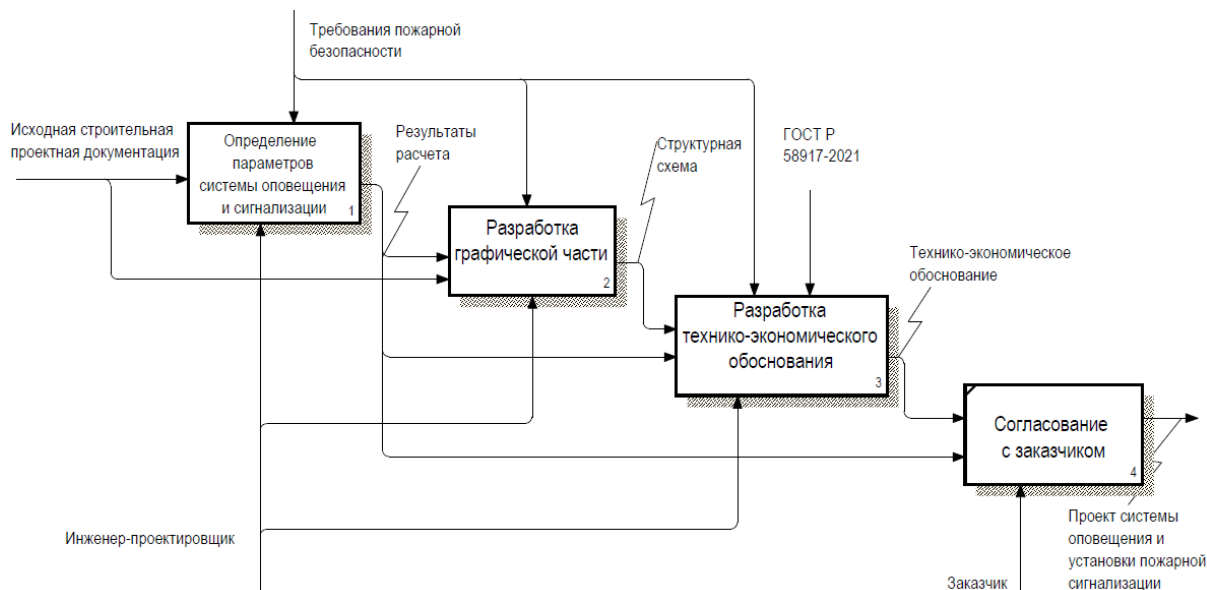 Требования пожарной
безопасности
Исходная строительная
проектная документация
Определение
параметров
системы оповещения
и сигнализации
1
Результаты
расчета
ГОСТ Р
58917-2021
Структурная
схема
Разработка
графической части
2
Технико-экономическое
обоснование
Разработка
технико-экономического
обоснования
3
Согласование
с заказчиком
4
Инженер-проектировщик
Проект системы
оповещения и
установки пожарной
сигнализации
Заказчик